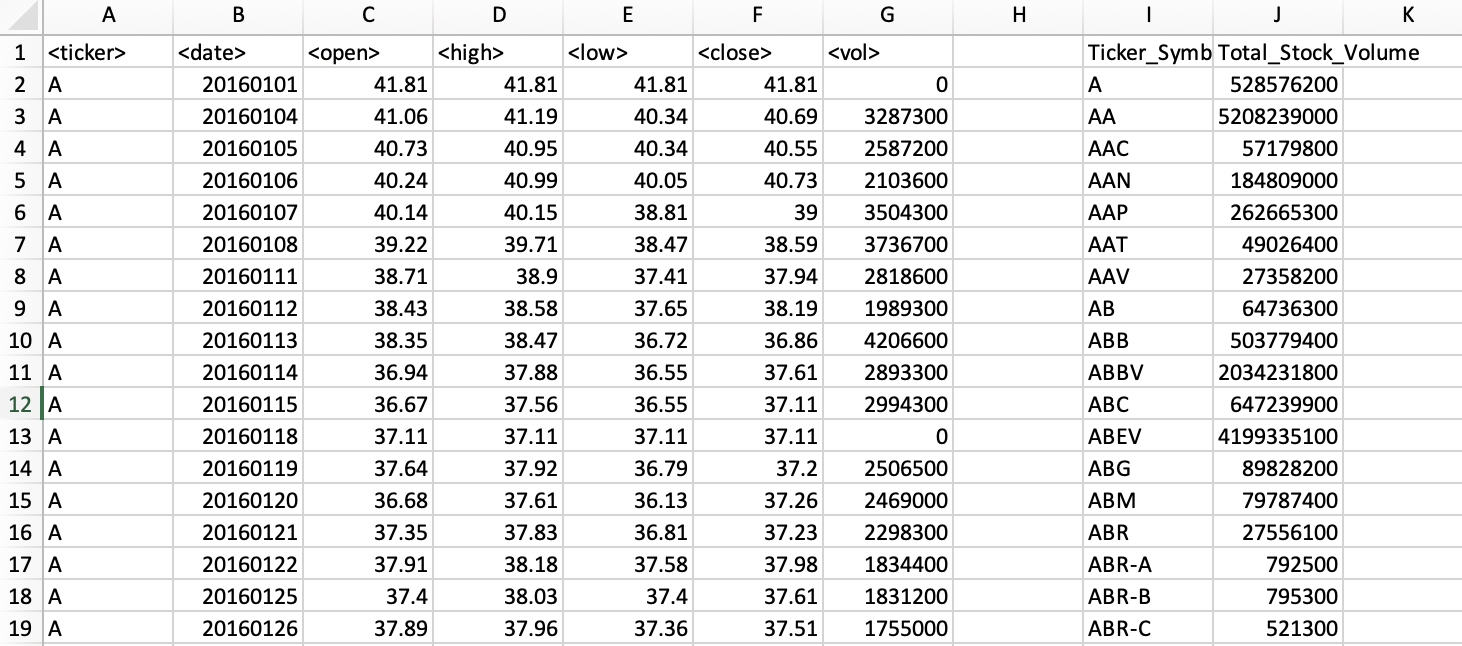 A B C D E F G H I J K
1 <ticker> <date> <open> <high> <low> <close> <vol> Ticker_Symb Total_Stock_Volume
2 A 20160101 41.81 41.81 41.81 41.81 0 A 528576200
3 A 20160104 41.06 41.19 40.34 40.69 3287300 AA 5208239000
4 A 20160105 40.73 40.95 40.34 40.55 2587200 AAC 57179800
5 A 20160106 40.24 40.99 40.05 40.73 2103600 AAN 184809000
6 A 20160107 40.14 40.15 38.81 39 3504300 AAP 262665300
7 A 20160108 39.22 39.71 38.47 38.59 3736700 AAT 49026400
8 A 20160111 38.71 38.9 37.41 37.94 2818600 AAV 27358200
9 A 20160112 38.43 38.58 37.65 38.19 1989300 AB 64736300
10 A 20160113 38.35 38.47 36.72 36.86 4206600 ABB 503779400
11 A 20160114 36.94 37.88 36.55 37.61 2893300 ABBV 2034231800
12 A 20160115 36.67 37.56 36.55 37.11 2994300 ABC 647239900
13 A 20160118 37.11 37.11 37.11 37.11 0 ABEV 4199335100
14 A 20160119 37.64 37.92 36.79 37.2 2506500 ABG 89828200
15 A 20160120 36.68 37.61 36.13 37.26 2469000 ABM 79787400
16 A 20160121 37.35 37.83 36.81 37.23 2298300 ABR 27556100
17 A 20160122 37.91 38.18 37.58 37.98 1834400 ABR-A 792500
18 A 20160125 37.4 38.03 37.4 37.61 1831200 ABR-B 795300
19 A 20160126 37.89 37.96 37.36 37.51 1755000 ABR-C 521300